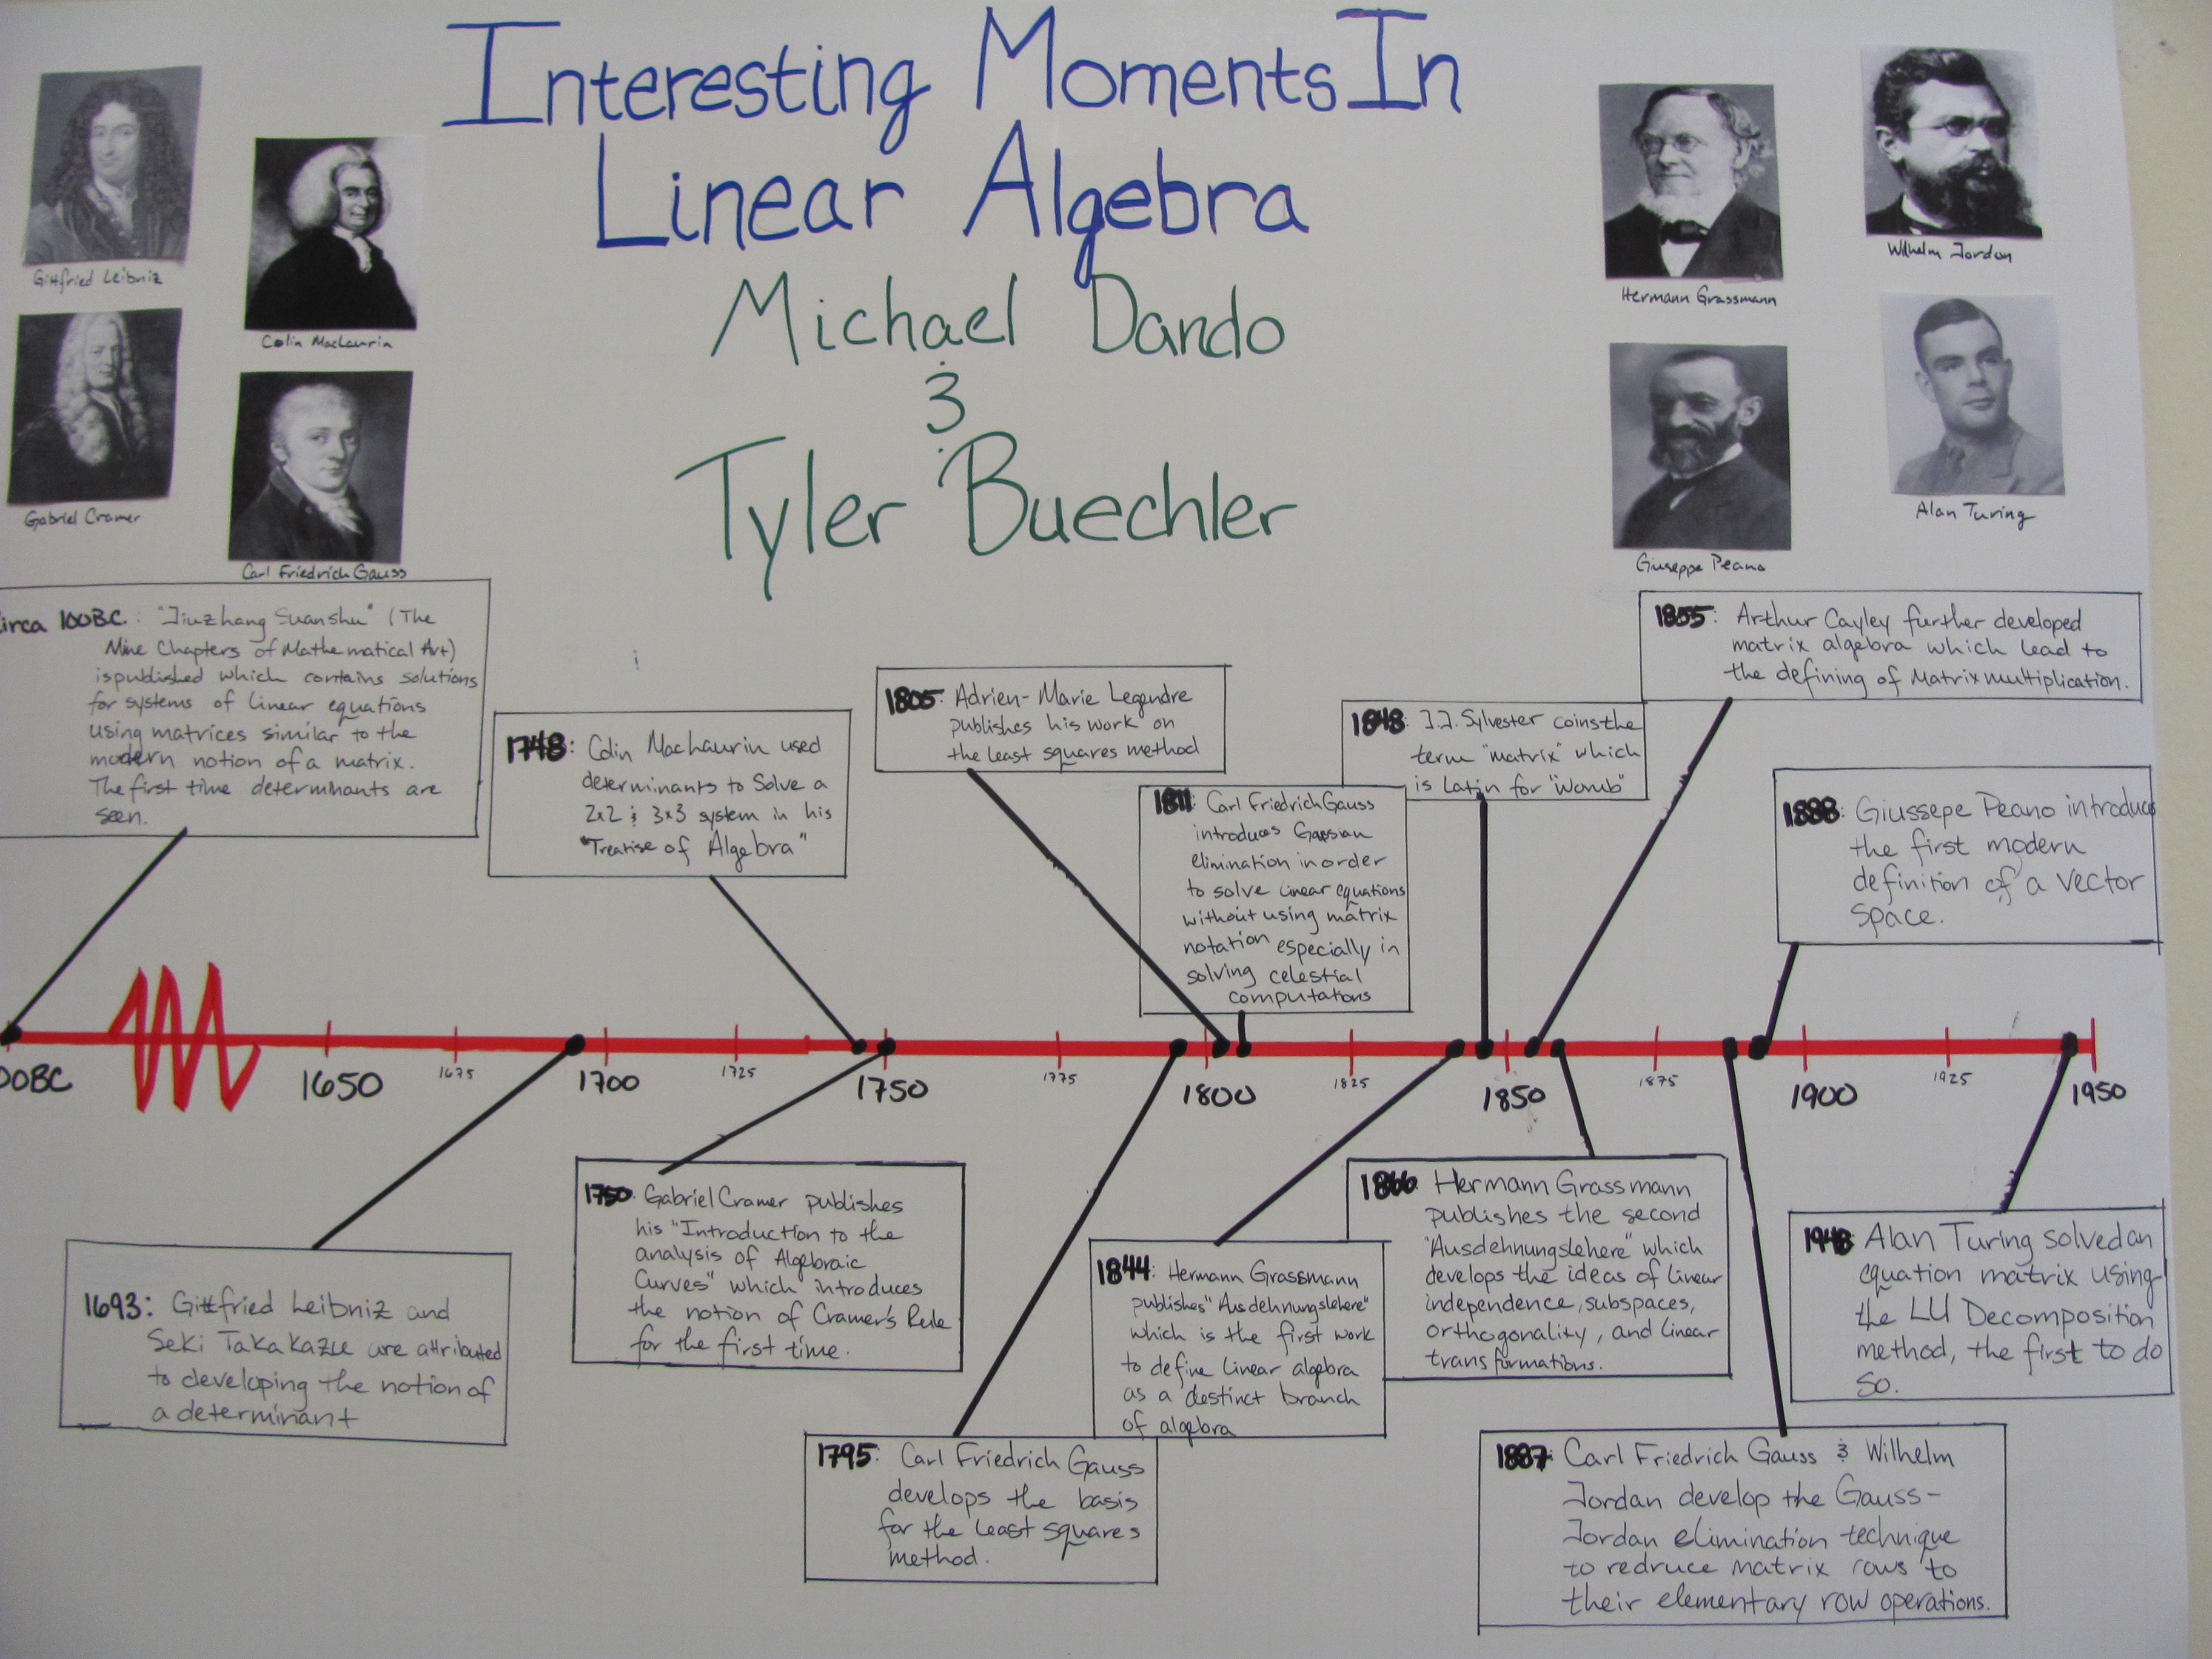 Interesting Moments In
Linear Algebra
Michael Dando
&
Tyler Buechler
Gittfried Leibniz
Colin Maclaurin
Gabriel Cramer
Carl Friedrich Gauss
Hermann Grassmann
Wilhelm Jordan
Giuseppe Peano
Alan Turing
irca 100BC: "Jiuzhang Suanshu" (The
Nine Chapters of Mathematical Art)
is published which contains solutions
for systems of linear equations
using matrices similar to the
modern notion of a matrix.
The first time determinants are
seen.
1748: Colin Maclaurin used
determinants to Solve a
2x2 & 3x3 system in his
"Treatise of Algebra"
1805: Adrien-Marie Legendre
publishes his work on
the least squares method
1811: Carl Friedrich Gauss
introduces Gaussian
elimination in order
to solve linear equations
without using matrix
notation especially in
solving celestial
computations
1848: J.J. Sylvester coins the
term "matrix" which
is Latin for "womb"
1855: Arthur Cayley further developed
matrix algebra which lead to
the defining of Matrix multiplication.
1888: Giussepe Peano introduces
the first modern
definition of a vector
space.
00BC
1650
1675
1700
1725
1750
1775
1800
1825
1850
1875
1900
1925
1950
1693: Gittfried Leibniz and
Seki Takakazu are attributed
to developing the notion of
a determinant
1750: Gabriel Cramer publishes
his "Introduction to the
analysis of Algebraic
Curves" which introduces
the notion of Cramer's Rule
for the first time.
1795: Carl Friedrich Gauss
develops the basis
for the least squares
method.
1844: Hermann Grassmann
publishes "Ausdehnungslehere"
which is the first work
to define linear algebra
as a destinct branch
of algebra
1866 Hermann Grassmann
publishes the second
"Ausdehnungslehere" which
develops the ideas of linear
independence, subspaces,
orthogonality, and linear
transformations.
1887: Carl Friedrich Gauss & Wilhelm
Jordan develop the Gauss-
Jordan elimination technique
to redruce matrix rows to
their elementary row operations.
1948 Alan Turing solved an
equation matrix using
the LU Decomposition
method, the first to do
so.